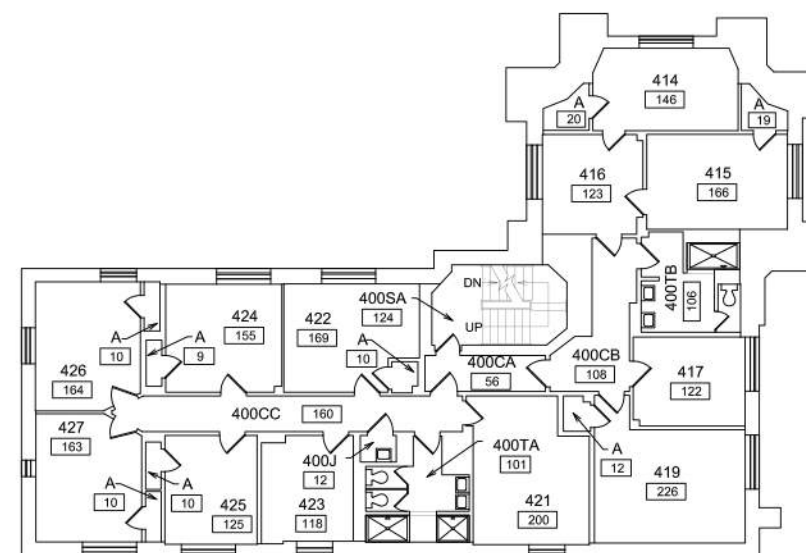 414
146
A
20
A
19
416
123
415
166
400TB
106
DN
UP
400SA
124
424
155
422
169
A
10
A
9
A
10
426
164
400CA
56
400CB
108
417
122
400CC
160
427
163
A
10
A
10
425
125
400J
12
423
118
400TA
101
421
200
A
12
419
226